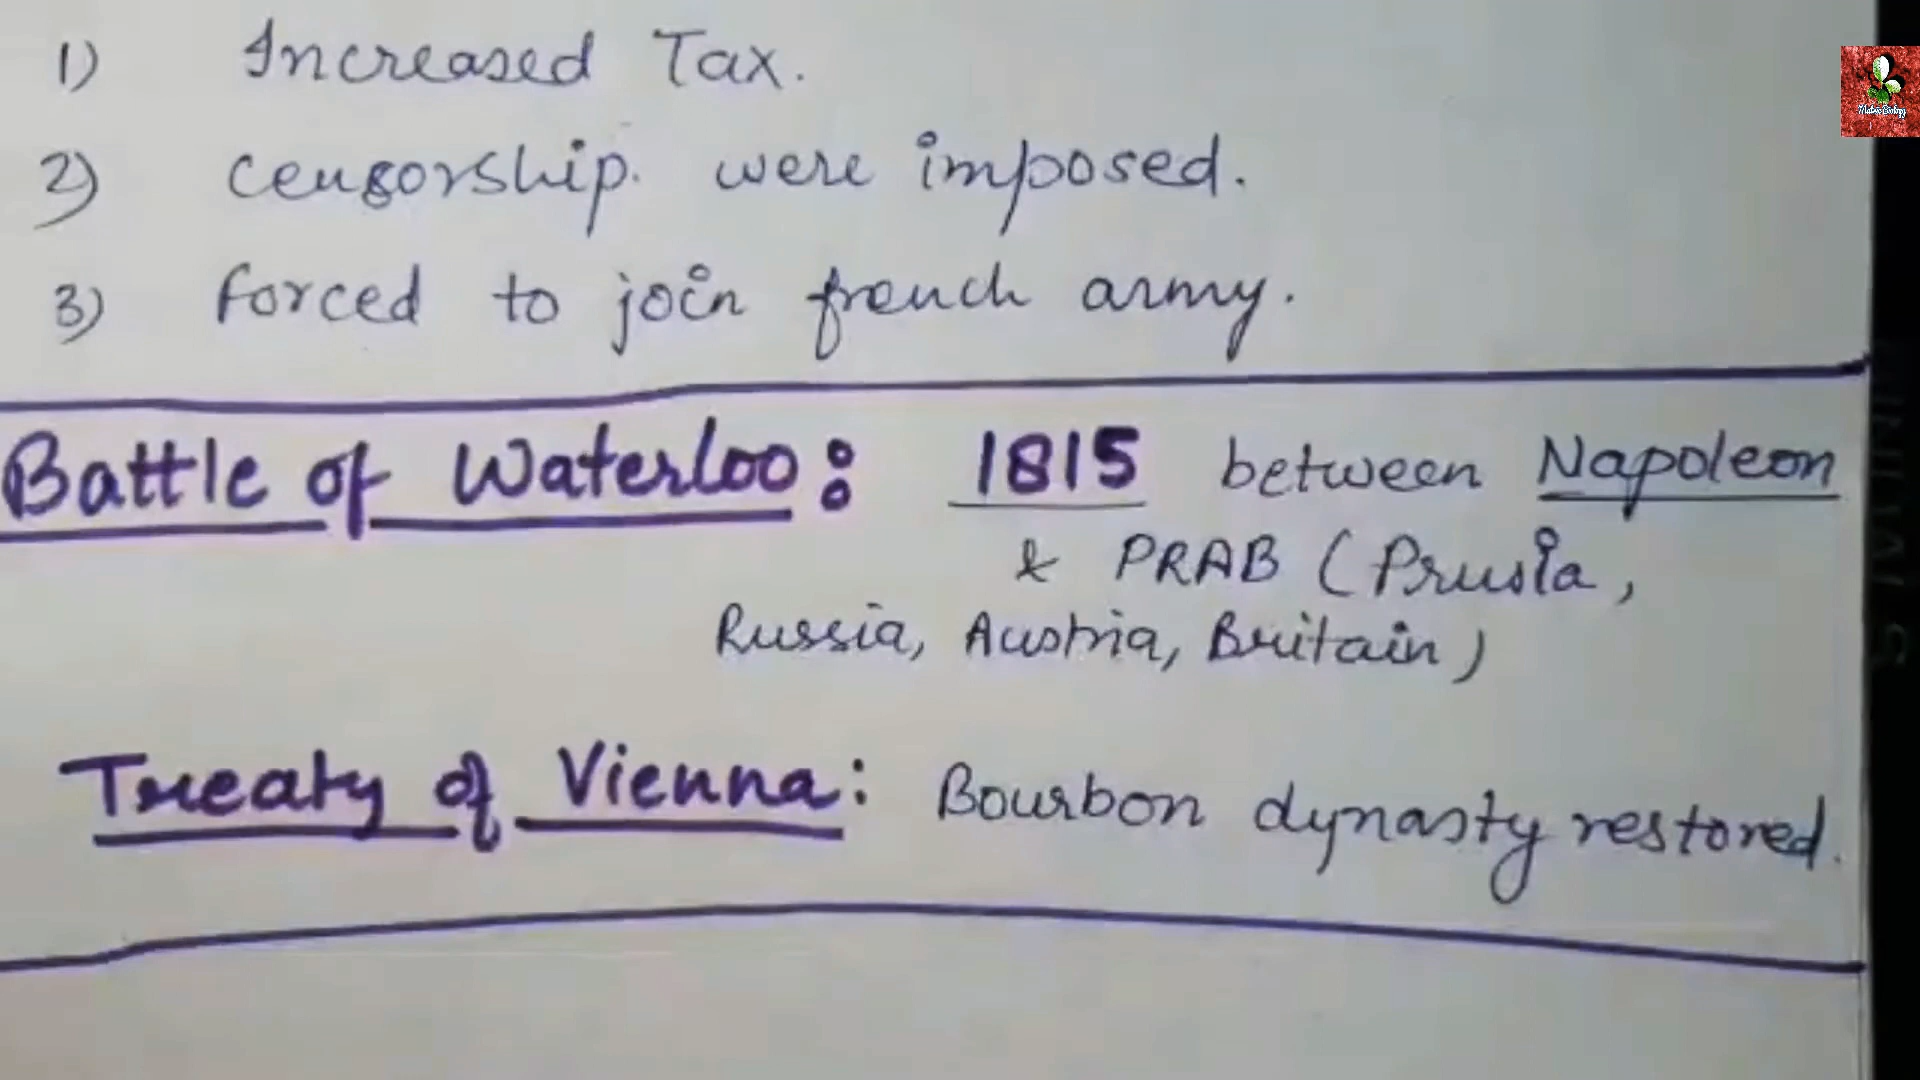 1) Increased Tax.
2) censorship. were imposed.
3) forced to join french army.
Battle of Waterloo: 1815 between Napoleon
& PRAB (Prusia,
Russia, Austria, Britain)
Treaty of Vienna: Bourbon dynasty restored.